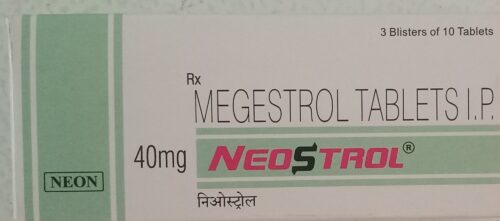 3 Blisters of 10 Tablets
Rx
MEGESTROL TABLETS I.P.
40mg NEOSTROL®
NEON
निओस्ट्रोल